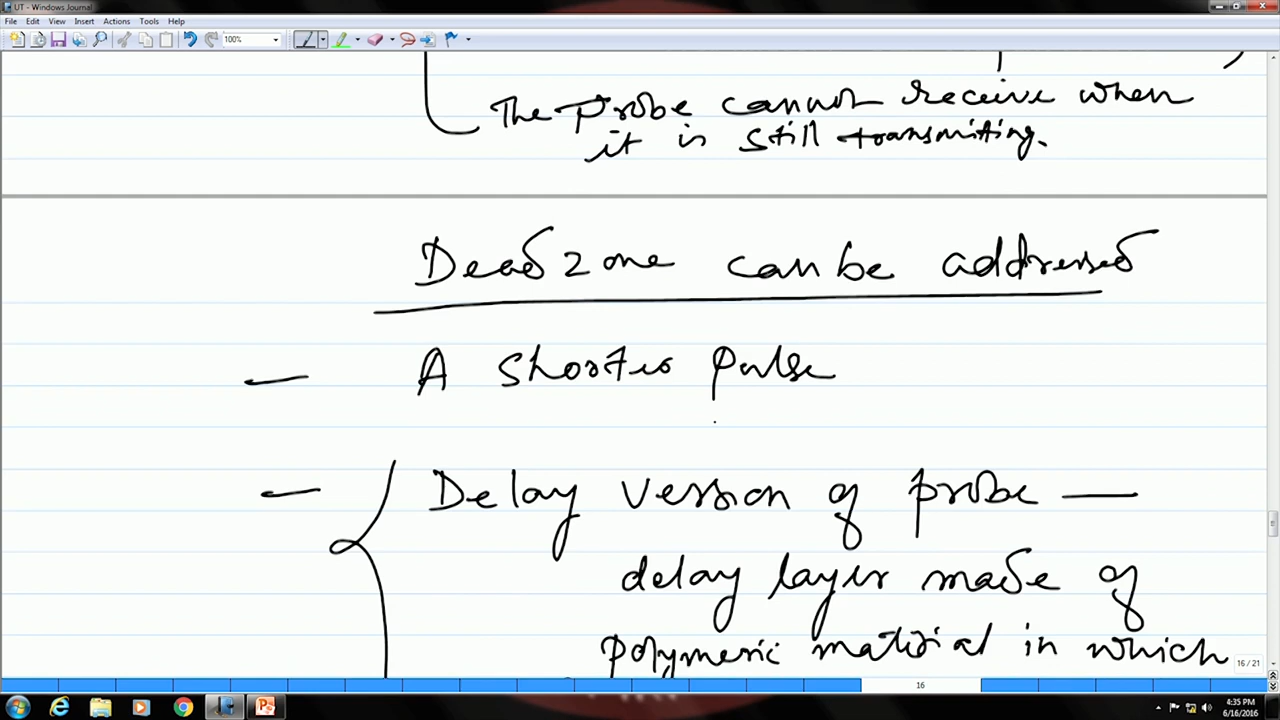 UT - Windows Journal
File Edit View Insert Actions Tools Help
100%
The Probe cannot receive when
it is still transmiting.
Dead zone can be addressed
— A shorter pulse
— Delay version of probe —
delay layer made of
polymeric material in which
16 / 21
16
4:35 PM
6/16/2016